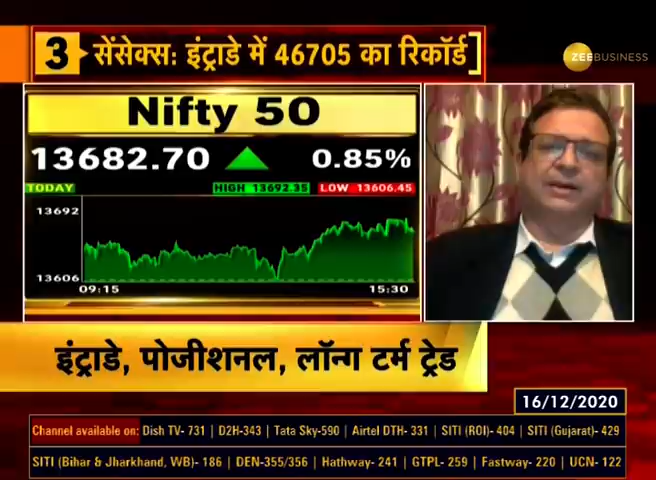 3 सेंसेक्स: इंट्राडे में 46705 का रिकॉर्ड
ZEEBUSINESS
Nifty 50
13682.70 0.85%
TODAY HIGH 13692.35 LOW 13606.45
13692
13606
09:15 15:30
इंट्राडे, पोजीशनल, लॉन्ग टर्म ट्रेड
16/12/2020
Channel available on: Dish TV- 731 | D2H-343 | Tata Sky-590 | Airtel DTH- 331 | SITI (ROI)- 404 | SITI (Gujarat)- 429
SITI (Bihar & Jharkhand, WB)- 186 | DEN-355/356 | Hathway- 241 | GTPL- 259 | Fastway- 220 | UCN- 122